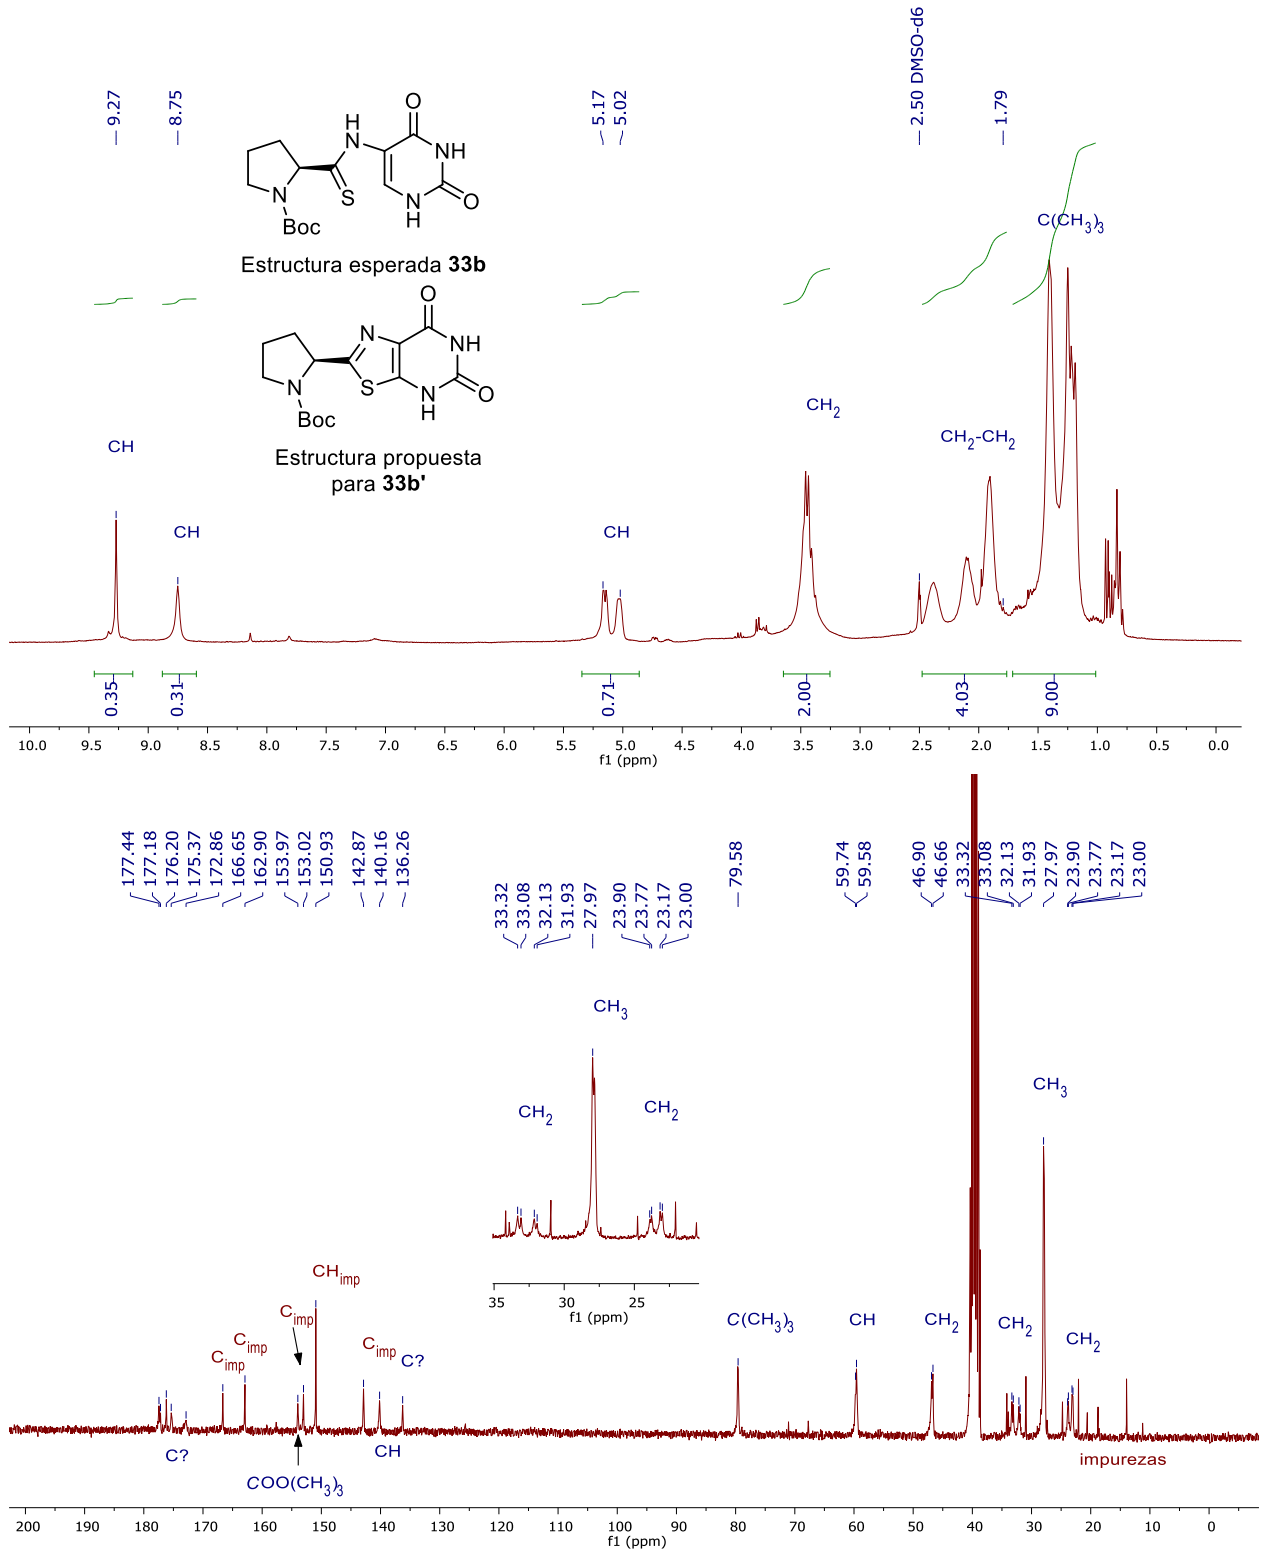 9.27
8.75
5.17
5.02
2.50 DMSO-d6
1.79
O
H
N
NH
N
S
N
H
O
Boc
Estructura esperada 33b
C(CH3)3
O
N
NH
N
S
N
H
O
Boc
Estructura propuesta
para 33b'
CH
CH
CH
CH2
CH2-CH2
0.35
0.31
0.71
2.00
4.03
9.00
10.0 9.5 9.0 8.5 8.0 7.5 7.0 6.5 6.0 5.5 5.0 4.5 4.0 3.5 3.0 2.5 2.0 1.5 1.0 0.5 0.0
f1 (ppm)
177.44
177.18
176.20
175.37
172.86
166.65
162.90
153.97
153.02
150.93
142.87
140.16
136.26
79.58
59.74
59.58
46.90
46.66
33.32
33.08
32.13
31.93
27.97
23.90
23.77
23.17
23.00
33.32
33.08
32.13
31.93
27.97
23.90
23.77
23.17
23.00
CH3
CH2
CH2
35 30 25
f1 (ppm)
CH3
CHimp
Cimp
Cimp
Cimp
Cimp
C?
C(CH3)3
CH
CH2
CH2
CH2
C?
CH
COO(CH3)3
impurezas
200 190 180 170 160 150 140 130 120 110 100 90 80 70 60 50 40 30 20 10 0
f1 (ppm)